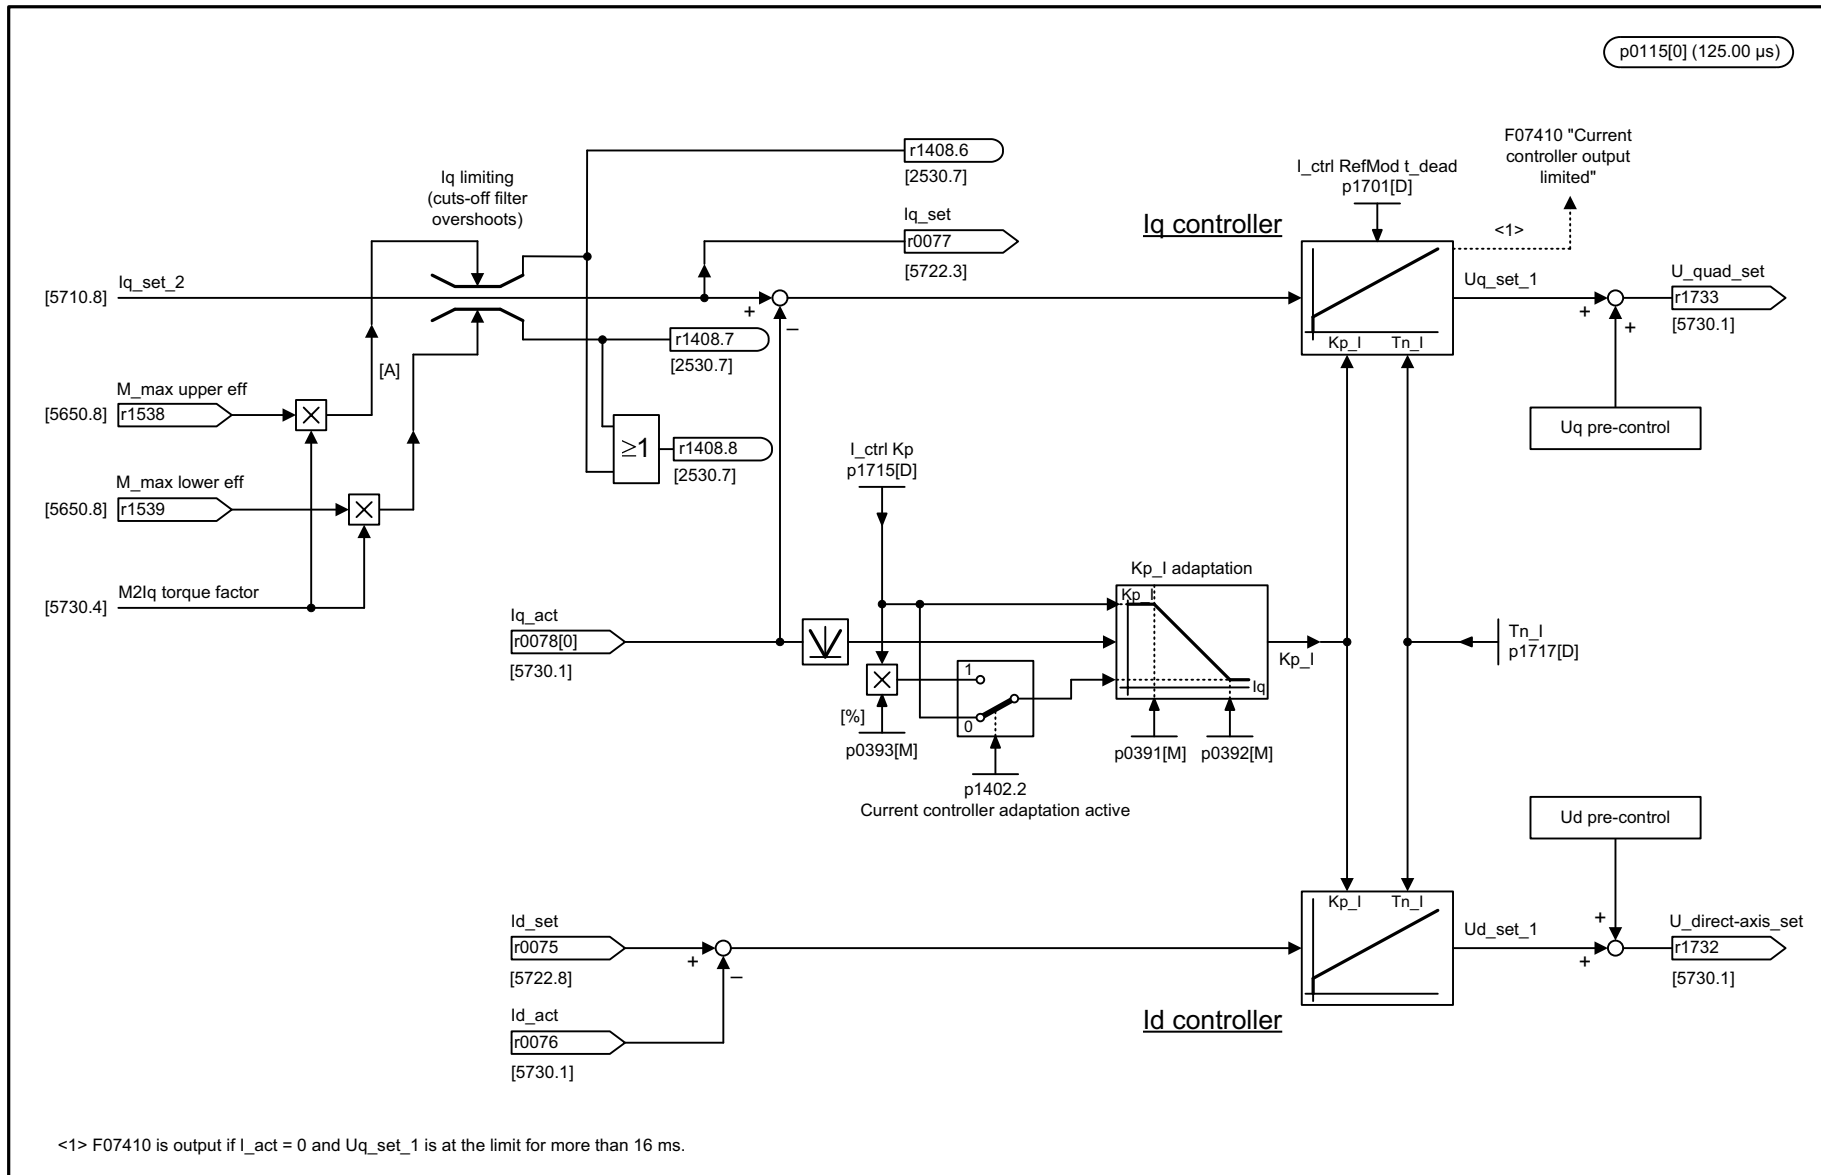 p0115[0] (125.00 µs)
F07410 "Current
controller output
limited"
<1>
I_ctrl RefMod t_dead
p1701[D]
Iq limiting
(cuts-off filter
overshoots)
r1408.6
[2530.7]
Iq_set
r0077
[5722.3]
Iq controller
[5710.8]
Iq_set_2
+
–
Kp_I
Tn_I
Uq_set_1
+
+
U_quad_set
r1733
[5730.1]
r1408.7
[2530.7]
[A]
M_max upper eff
[5650.8]
r1538
Uq pre-control
≥1
r1408.8
[2530.7]
I_ctrl Kp
p1715[D]
M_max lower eff
[5650.8]
r1539
M2Iq torque factor
[5730.4]
Kp_I adaptation
Kp_I
Iq
Iq_act
r0078[0]
[5730.1]
Kp_I
Tn_I
p1717[D]
1
0
[%]
p0393[M]
p0391[M]
p0392[M]
p1402.2
Current controller adaptation active
Ud pre-control
Id_set
r0075
[5722.8]
+
–
Kp_I
Tn_I
Ud_set_1
+
+
U_direct-axis_set
r1732
[5730.1]
Id_act
r0076
[5730.1]
Id controller
<1> F07410 is output if I_act = 0 and Uq_set_1 is at the limit for more than 16 ms.